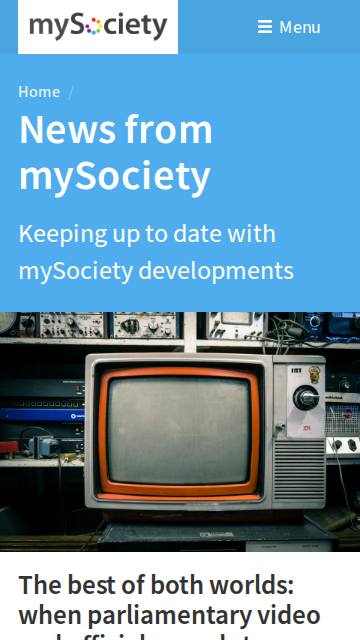 mySociety
Menu
Home /
News from
mySociety
Keeping up to date with
mySociety developments
The best of both worlds:
when parliamentary video